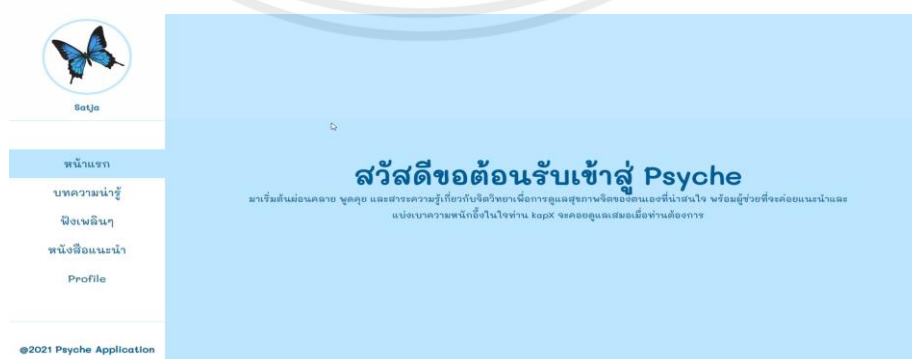 Satja
หน้าแรก
บทความน่ารู้
ฟังเพลินๆ
หนังสือแนะนำ
Profile
@2021 Psyche Application
สวัสดีขอต้อนรับเข้าสู่ Psyche
มาเริ่มต้นผ่อนคลาย พูดคุย และสาระความรู้เกี่ยวกับจิตวิทยาเพื่อการดูแลสุขภาพจิตของตนเองที่น่าสนใจ พร้อมผู้ช่วยที่จะค่อยแนะนำและ
แบ่งเบาความหนักอึ้งในใจท่าน kapX จะคอยดูแลเสมอเมื่อท่านต้องการ